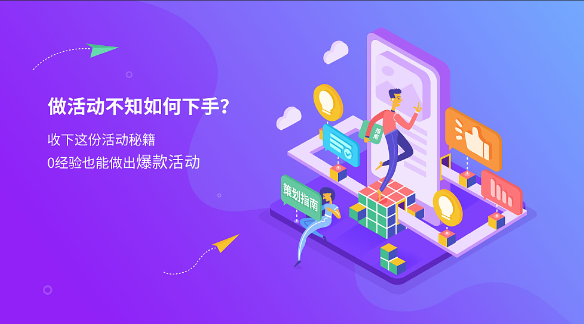 做活动不知如何下手？
收下这份活动秘籍
0经验也能做出爆款活动
策划指南